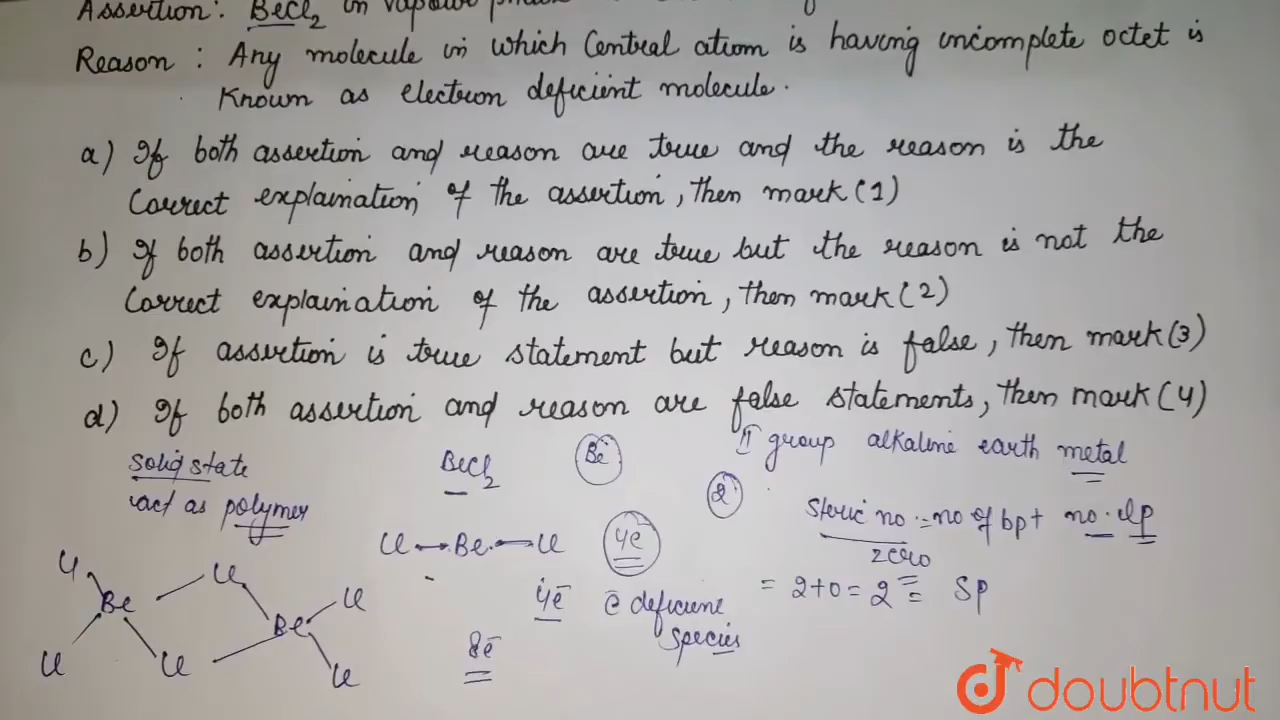 Assertion: BeCl2 in vapour
Reason : Any molecule in which Central atom is having incomplete octet is
Known as electron deficient molecule.
a) If both assertion and reason are true and the reason is the
Correct explaination of the assertion, then mark (1)
b) If both assertion and reason are true but the reason is not the
Correct explaination of the assertion, then mark (2)
c) If assertion is true statement but reason is false, then mark (3)
d) If both assertion and reason are false statements, then mark (4)
II group alkaline earth metal
Solid state
act as polymer
BeCl2
Be
2
Steric no = no of bp + no. lp
zero
= 2+0 = 2 = Sp
Cl Be Cl
4e
4e
e deficient
species
8e
Cl Cl Cl
Be Be
Cl Cl Cl
doubtnut